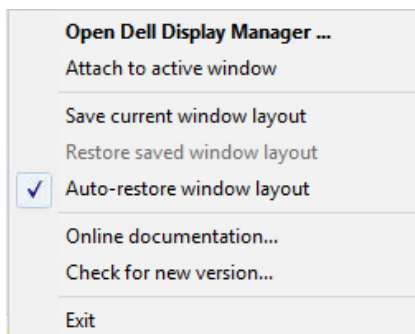 Open Dell Display Manager ...
Attach to active window
Save current window layout
Restore saved window layout
Auto-restore window layout
Online documentation...
Check for new version...
Exit